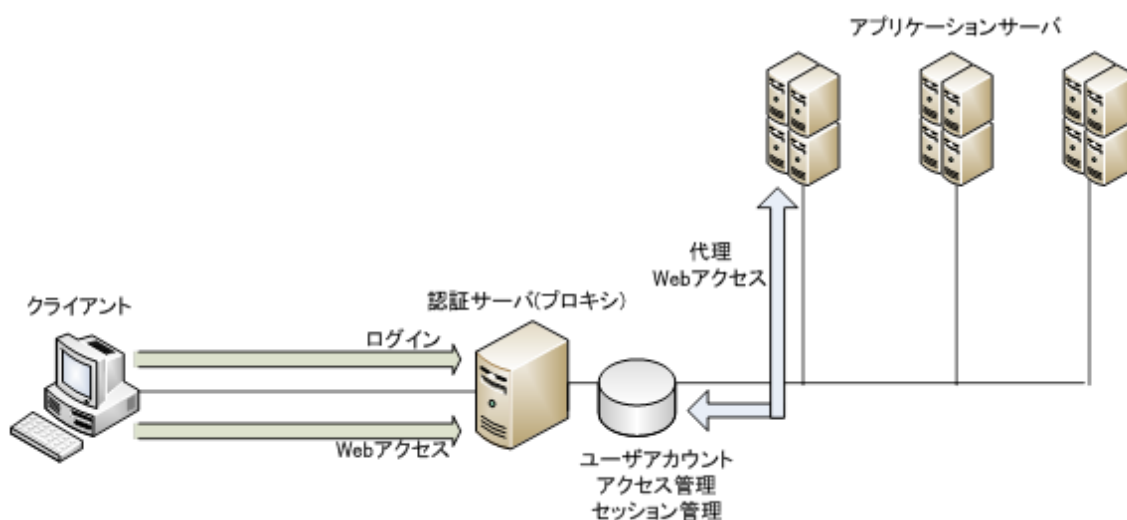 アプリケーションサーバ
代理
Webアクセス
クライアント
認証サーバ(プロキシ)
ログイン
Webアクセス
ユーザアカウント
アクセス管理
セッション管理